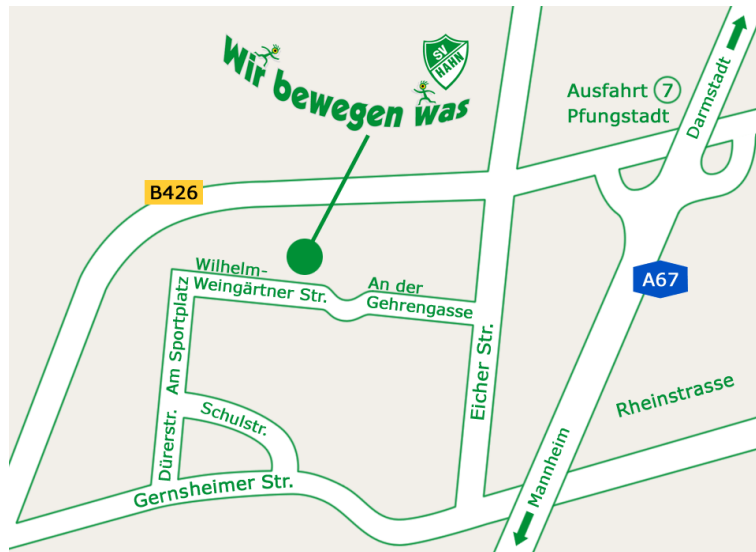 SV
HAHN
Wir bewegen was
Ausfahrt 7
Pfungstadt
Darmstadt
B426
Wilhelm-
Weingärtner Str.
An der
Gehrengasse
A67
Am Sportplatz
Eicher Str.
Rheinstrasse
Schulstr.
Dürerstr.
Gernsheimer Str.
Mannheim